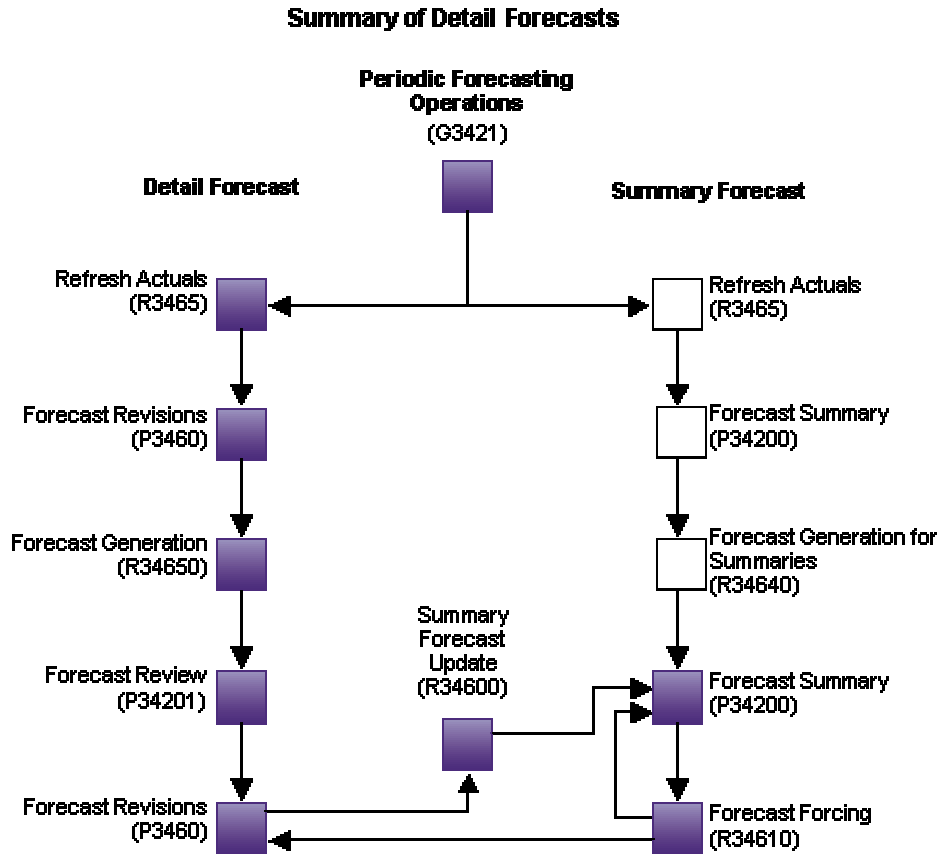 Summary of Detail Forecasts
Periodic Forecasting
Operations
(G3421)
Detail Forecast
Summary Forecast
Refresh Actuals
(R3465)
Refresh Actuals
(R3465)
Forecast Revisions
(P3460)
Forecast Summary
(P34200)
Forecast Generation
(R34650)
Forecast Generation for
Summaries
(R34640)
Summary
Forecast
Update
(R34600)
Forecast Review
(P34201)
Forecast Summary
(P34200)
Forecast Revisions
(P3460)
Forecast Forcing
(R34610)